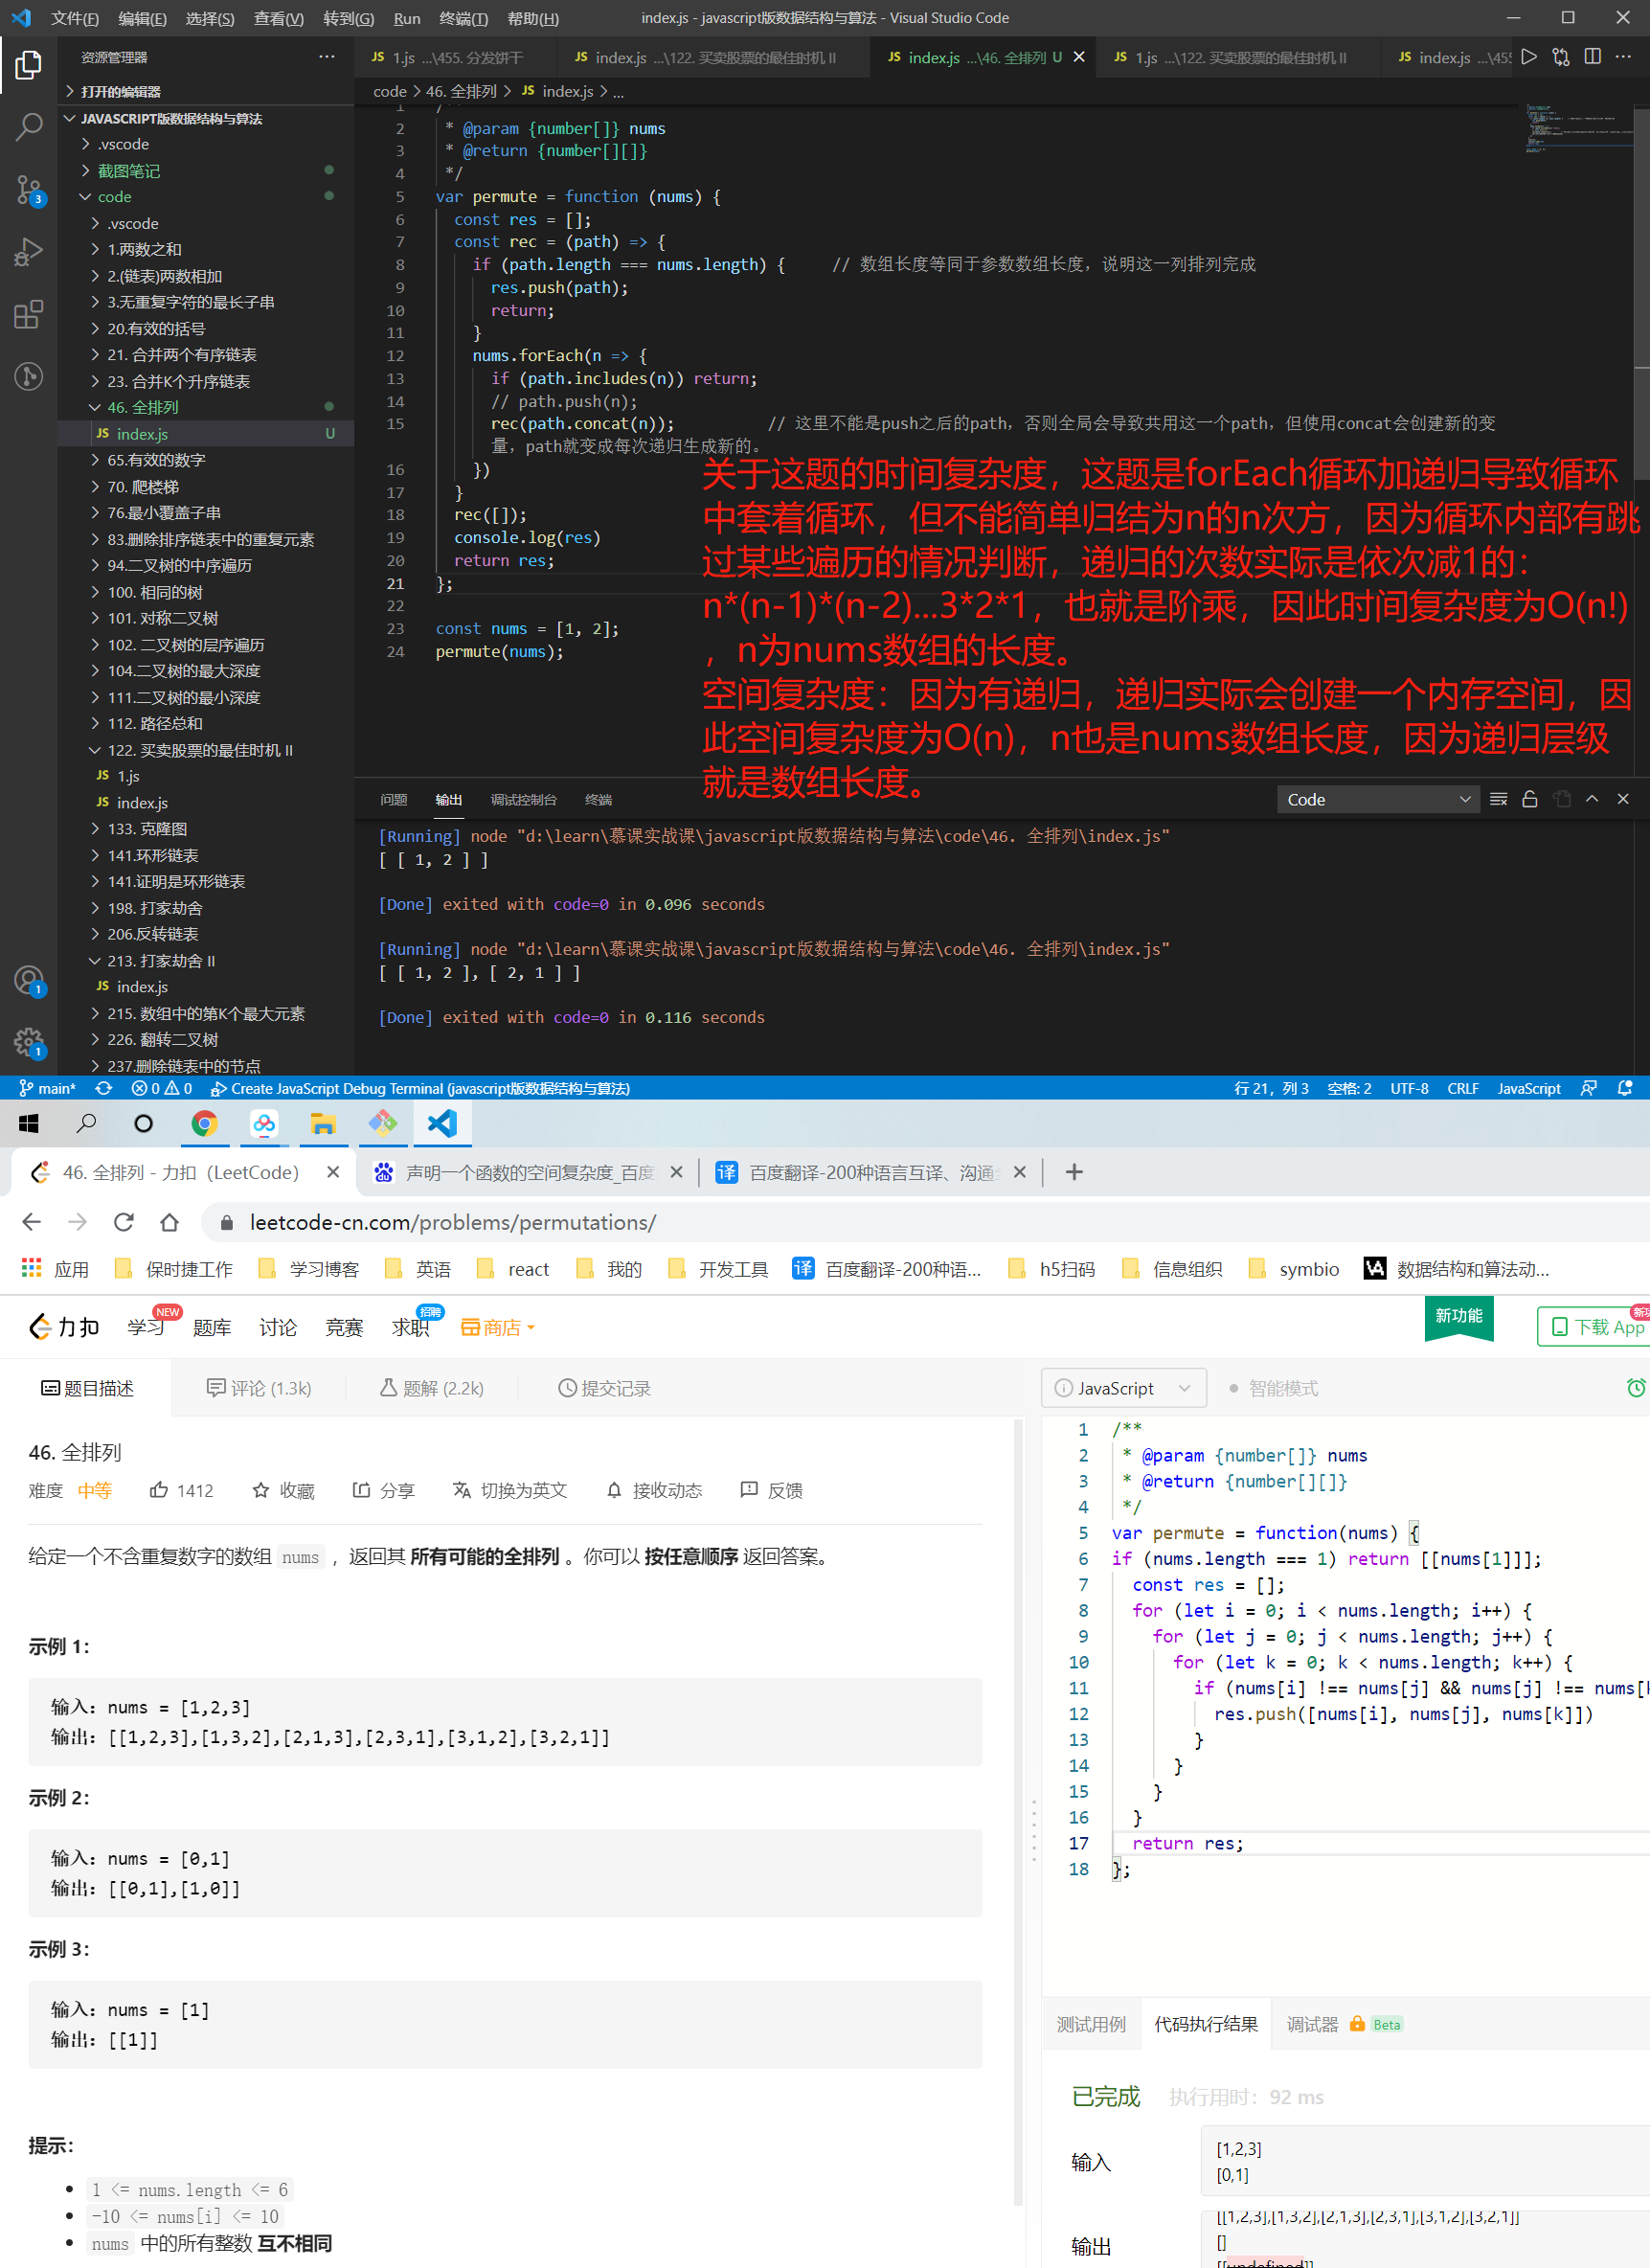 文件(F) 编辑(E) 选择(S) 查看(V) 转到(G) Run 终端(T) 帮助(H) index.js - javascript版数据结构与算法 - Visual Studio Code
资源管理器
1.js ...\455. 分发饼干 index.js ...\122. 买卖股票的最佳时机 II index.js ...\46. 全排列 U 1.js ...\122. 买卖股票的最佳时机 II index.js ...\455
打开的编辑器
code > 46. 全排列 > JS index.js > ...
JAVASCRIPT版数据结构与算法
.vscode
截图笔记
code
.vscode
1.两数之和
2.(链表)两数相加
3.无重复字符的最长子串
20.有效的括号
21. 合并两个有序链表
23. 合并K个升序链表
46. 全排列
JS index.js U
65.有效的数字
70. 爬楼梯
76.最小覆盖子串
83.删除排序链表中的重复元素
94.二叉树的中序遍历
100. 相同的树
101. 对称二叉树
102. 二叉树的层序遍历
104.二叉树的最大深度
111.二叉树的最小深度
112. 路径总和
122. 买卖股票的最佳时机 II
JS 1.js
JS index.js
133. 克隆图
141.环形链表
141.证明是环形链表
198. 打家劫舍
206.反转链表
213. 打家劫舍 II
JS index.js
215. 数组中的第K个最大元素
226. 翻转二叉树
237.删除链表中的节点
3
1
1
1 /**
2 * @param {number[]} nums
3 * @return {number[][]}
4 */
5 var permute = function (nums) {
6 const res = [];
7 const rec = (path) => {
8 if (path.length === nums.length) { // 数组长度等同于参数数组长度，说明这一列排列完成
9 res.push(path);
10 return;
11 }
12 nums.forEach(n => {
13 if (path.includes(n)) return;
14 // path.push(n);
15 rec(path.concat(n)); // 这里不能是push之后的path，否则全局会导致共用这一个path，但使用concat会创建新的变
量，path就变成每次递归生成新的。
16 })
17 }
18 rec([]);
19 console.log(res)
20 return res;
21 };
22
23 const nums = [1, 2];
24 permute(nums);
关于这题的时间复杂度，这题是forEach循环加递归导致循环
中套着循环，但不能简单归结为n的n次方，因为循环内部有跳
过某些遍历的情况判断，递归的次数实际是依次减1的：
n*(n-1)*(n-2)...3*2*1，也就是阶乘，因此时间复杂度为O(n!)
，n为nums数组的长度。
空间复杂度：因为有递归，递归实际会创建一个内存空间，因
此空间复杂度为O(n)，n也是nums数组长度，因为递归层级
就是数组长度。
问题 输出 调试控制台 终端 Code
[Running] node "d:\learn\慕课实战课\javascript版数据结构与算法\code\46. 全排列\index.js"
[ [ 1, 2 ] ]
[Done] exited with code=0 in 0.096 seconds
[Running] node "d:\learn\慕课实战课\javascript版数据结构与算法\code\46. 全排列\index.js"
[ [ 1, 2 ], [ 2, 1 ] ]
[Done] exited with code=0 in 0.116 seconds
main* 0 0 Create JavaScript Debug Terminal (javascript版数据结构与算法) 行 21，列 3 空格: 2 UTF-8 CRLF JavaScript
46. 全排列 - 力扣（LeetCode） 声明一个函数的空间复杂度_百度 百度翻译-200种语言互译、沟通
leetcode-cn.com/problems/permutations/
应用 保时捷工作 学习博客 英语 react 我的 开发工具 译 百度翻译-200种语... h5扫码 信息组织 symbio 数据结构和算法动...
力扣 学习 NEW 题库 讨论 竞赛 求职 招聘 商店 新功能 下载 App 新功
题目描述 评论 (1.3k) 题解 (2.2k) 提交记录
46. 全排列
难度 中等 1412 收藏 分享 切换为英文 接收动态 反馈
给定一个不含重复数字的数组 nums ，返回其 所有可能的全排列 。你可以 按任意顺序 返回答案。
示例 1：
输入：nums = [1,2,3]
输出：[[1,2,3],[1,3,2],[2,1,3],[2,3,1],[3,1,2],[3,2,1]]
示例 2：
输入：nums = [0,1]
输出：[[0,1],[1,0]]
示例 3：
输入：nums = [1]
输出：[[1]]
提示：
1 <= nums.length <= 6
-10 <= nums[i] <= 10
nums 中的所有整数 互不相同
JavaScript 智能模式
1 /**
2 * @param {number[]} nums
3 * @return {number[][]}
4 */
5 var permute = function(nums) {
6 if (nums.length === 1) return [[nums[1]]];
7 const res = [];
8 for (let i = 0; i < nums.length; i++) {
9 for (let j = 0; j < nums.length; j++) {
10 for (let k = 0; k < nums.length; k++) {
11 if (nums[i] !== nums[j] && nums[j] !== nums[k
12 res.push([nums[i], nums[j], nums[k]])
13 }
14 }
15 }
16 }
17 return res;
18 };
测试用例 代码执行结果 调试器 Beta
已完成 执行用时：92 ms
输入
[1,2,3]
[0,1]
输出
[[1,2,3],[1,3,2],[2,1,3],[2,3,1],[3,1,2],[3,2,1]]
[]
[[undefined]]